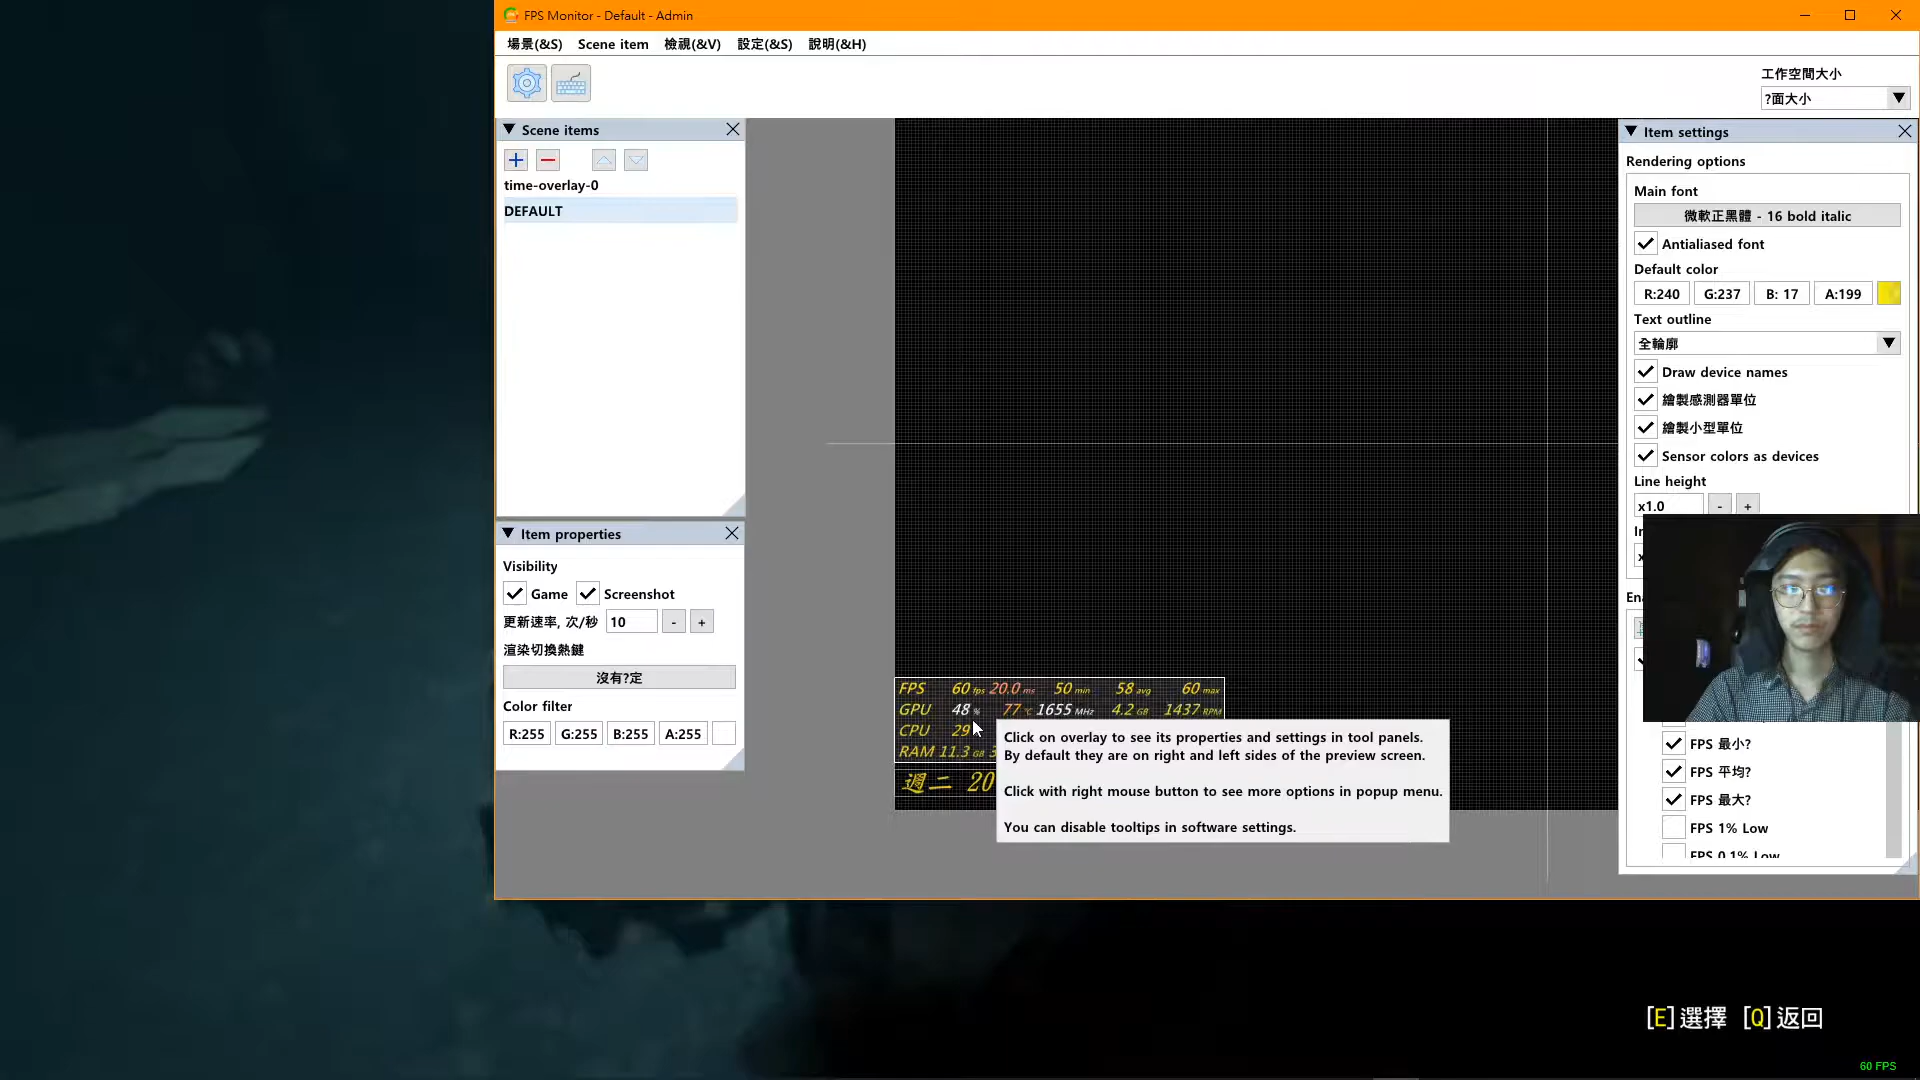 FPS Monitor - Default - Admin
場景(&S) Scene item 檢視(&V) 設定(&S) 說明(&H)
工作空間大小
?面大小
Scene items
time-overlay-0
DEFAULT
Item properties
Visibility
Game Screenshot
更新速率, 次/秒 10 - +
渲染切換熱鍵
沒有?定
Color filter
R:255 G:255 B:255 A:255
FPS 60 fps 20.0 ms 50 min 58 avg 60 max
GPU 48 % 77 °C 1655 MHz 4.2 GB 1437 RPM
CPU 29
RAM 11.3 GB
週二 20
Click on overlay to see its properties and settings in tool panels.
By default they are on right and left sides of the preview screen.
Click with right mouse button to see more options in popup menu.
You can disable tooltips in software settings.
Item settings
Rendering options
Main font
微軟正黑體 - 16 bold italic
Antialiased font
Default color
R:240 G:237 B: 17 A:199
Text outline
全輪廓
Draw device names
繪製感測器單位
繪製小型單位
Sensor colors as devices
Line height
x1.0 - +
FPS 最小?
FPS 平均?
FPS 最大?
FPS 1% Low
FPS 0.1% Low
[E]選擇 [Q]返回
60 FPS